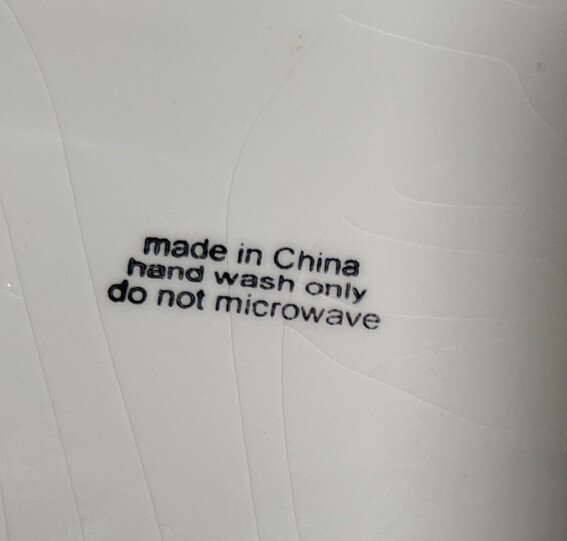 made in China
hand wash only
do not microwave